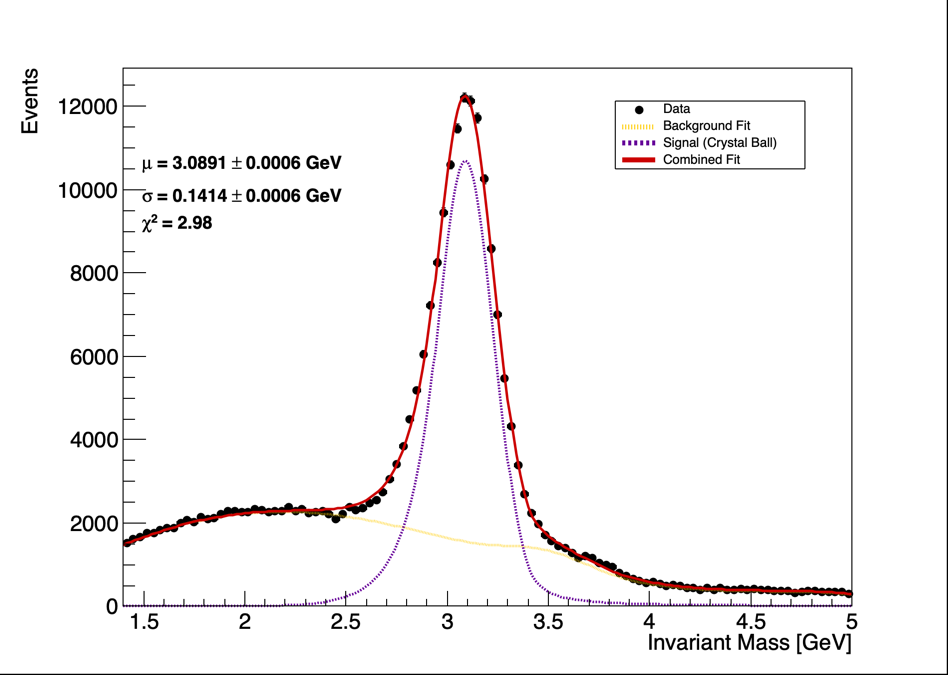 Events
12000
10000
8000
6000
4000
2000
0
μ = 3.0891 ± 0.0006 GeV
σ = 0.1414 ± 0.0006 GeV
χ² = 2.98
Data
Background Fit
Signal (Crystal Ball)
Combined Fit
1.5 2 2.5 3 3.5 4 4.5 5
Invariant Mass [GeV]